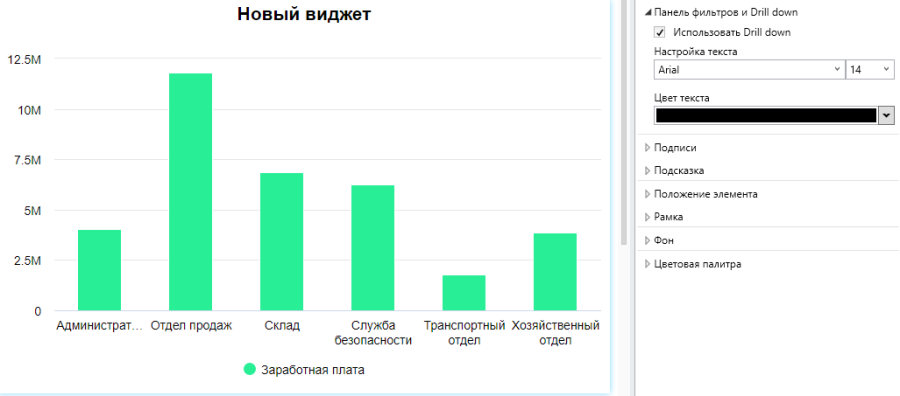 Новый виджет
12.5M
10M
7.5M
5M
2.5M
0
Администрат...
Отдел продаж
Склад
Служба
безопасности
Транспортный
отдел
Хозяйственный
отдел
Заработная плата
Панель фильтров и Drill down
Использовать Drill down
Настройка текста
Arial
14
Цвет текста
Подписи
Подсказка
Положение элемента
Рамка
Фон
Цветовая палитра